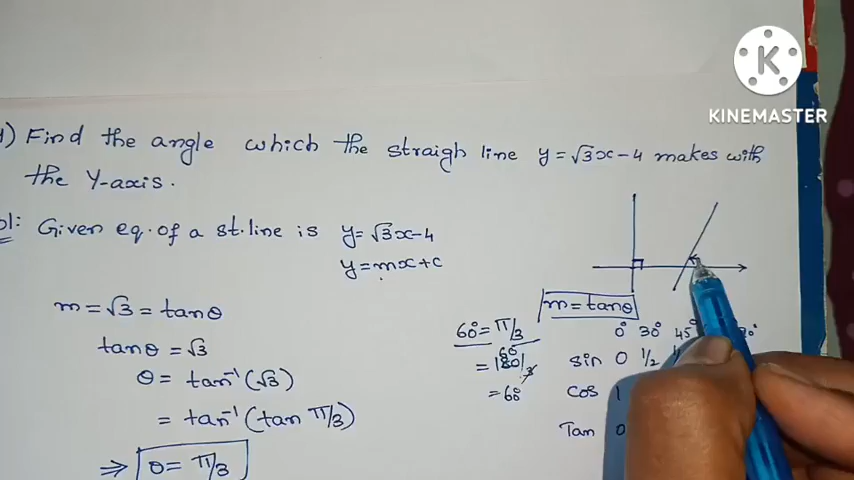 K
KINEMASTER
1) Find the angle which the straigh line y = √3x-4 makes with
the Y-axis.
ol: Given eq. of a st. line is y = √3x-4
y = mx + c
m = √3 = tanθ
m = tanθ
tanθ = √3
θ = tan⁻¹(√3)
= tan⁻¹(tan π/3)
⇒ θ = π/3
60° = π/3
= 180/3
60
= 60°
0° 30° 45°
sin 0 1/2
cos 1
Tan 0